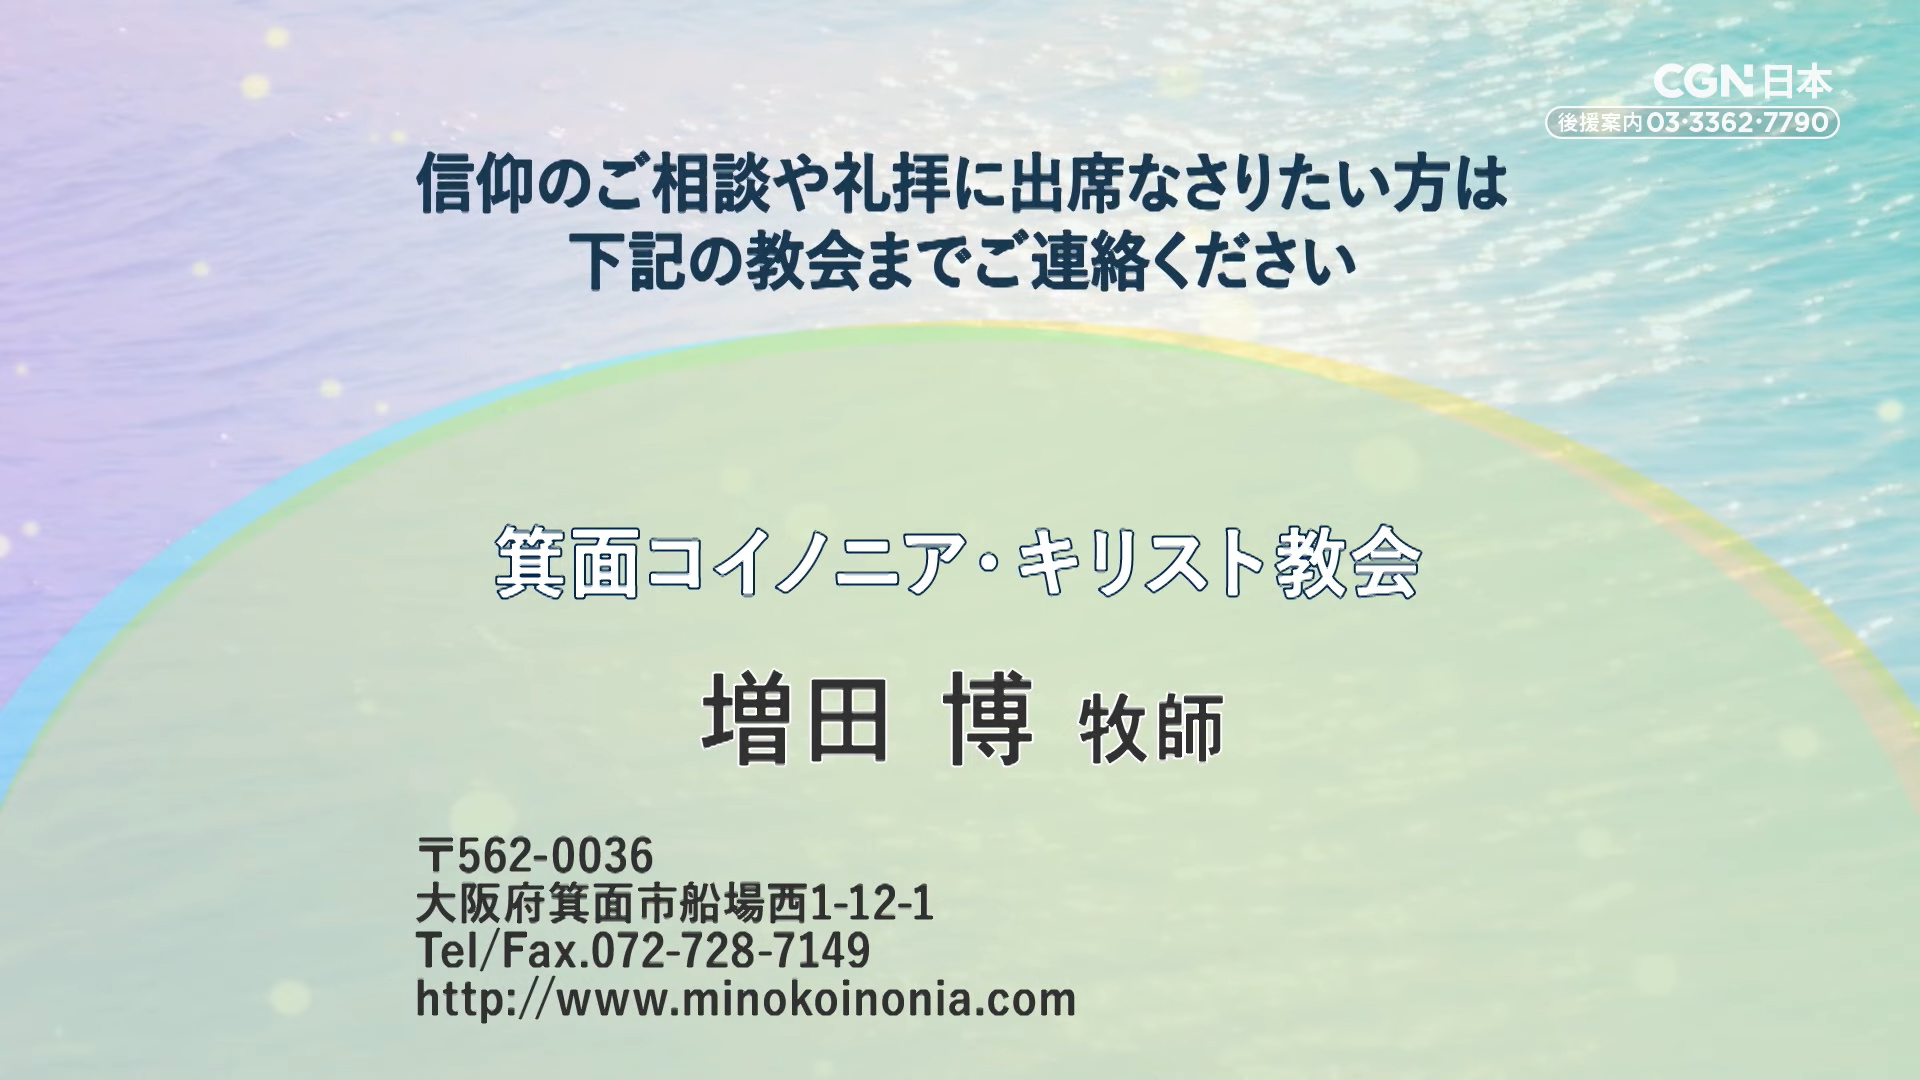 CGN日本
後援案内03·3362·7790
信仰のご相談や礼拝に出席なさりたい方は
下記の教会までご連絡ください
箕面コイノニア・キリスト教会
増田 博 牧師
〒562-0036
大阪府箕面市船場西1-12-1
Tel/Fax.072-728-7149
http://www.minokoinonia.com